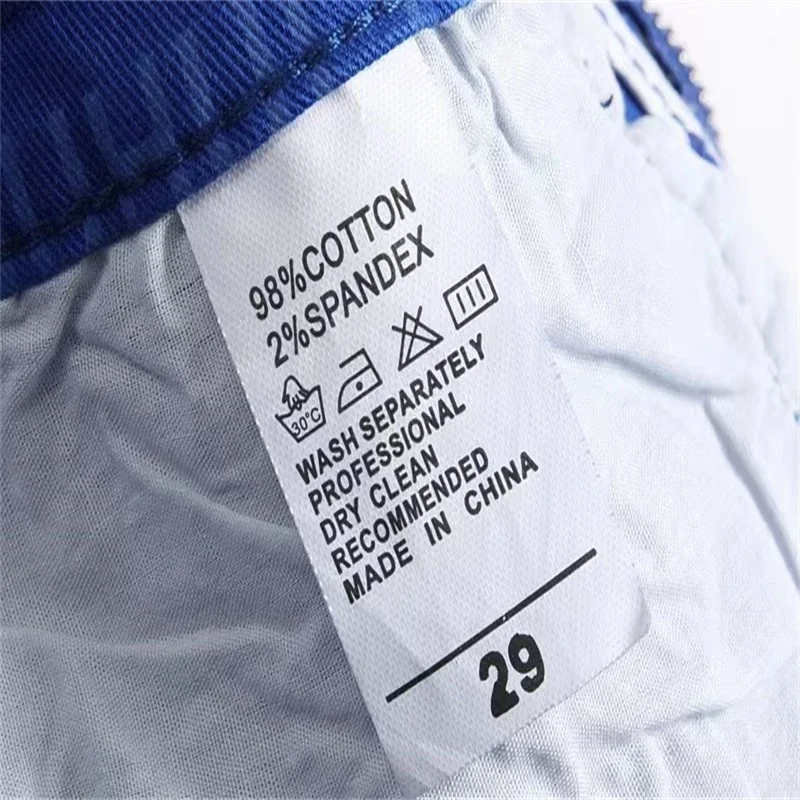 98%COTTON
2%SPANDEX
30°C
WASH SEPARATELY
PROFESSIONAL
DRY CLEAN
RECOMMENDED
MADE IN CHINA
29